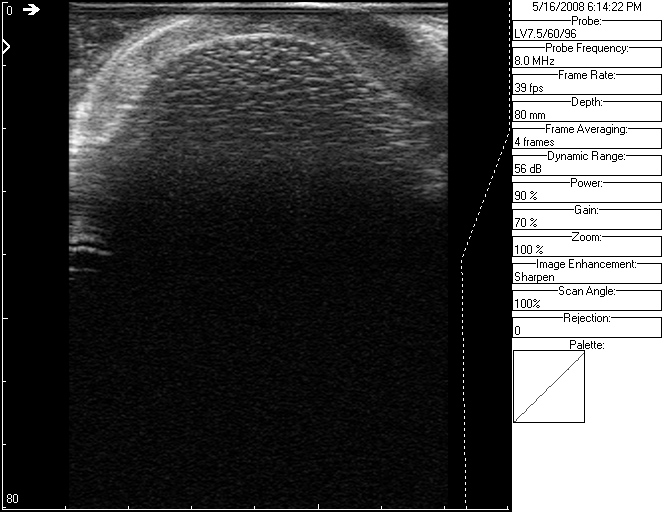 0
80
5/16/2008 6:14:22 PM
Probe:
LV7.5/60/96
Probe Frequency:
8.0 MHz
Frame Rate:
39 fps
Depth:
80 mm
Frame Averaging:
4 frames
Dynamic Range:
56 dB
Power:
90 %
Gain:
70 %
Zoom:
100 %
Image Enhancement:
Sharpen
Scan Angle:
100%
Rejection:
0
Palette: